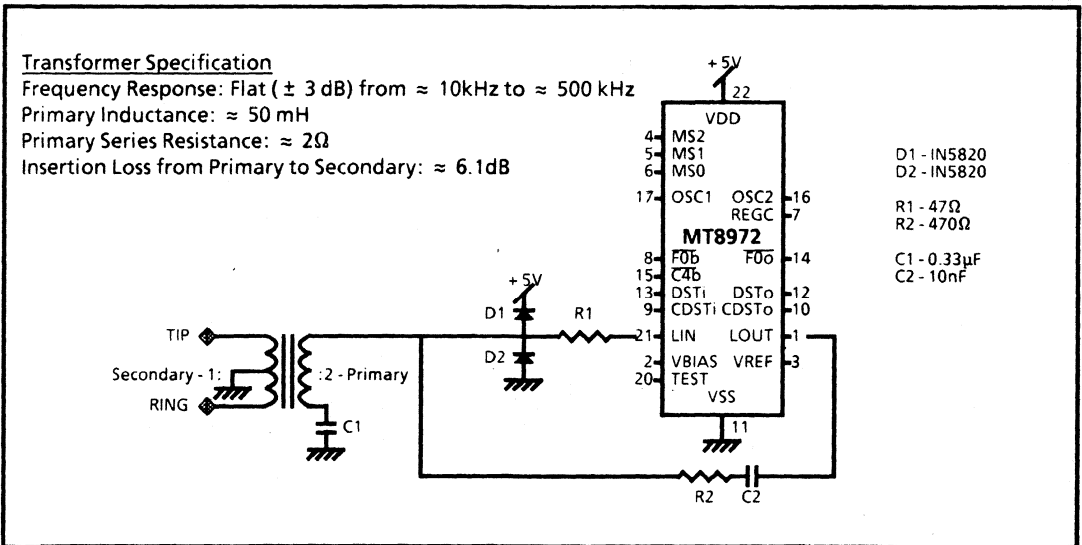 Transformer Specification
Frequency Response: Flat ( ± 3 dB) from ≈ 10kHz to ≈ 500 kHz
Primary Inductance: ≈ 50 mH
Primary Series Resistance: ≈ 2Ω
Insertion Loss from Primary to Secondary: ≈ 6.1dB
+ 5V
22
VDD
4 MS2
5 MS1
6 MS0
17 OSC1 OSC2 16
REGC 7
MT8972
8 F̅0̅b̅ F̅0̅o̅ 14
15 C̅4̅b̅
13 DSTi DSTo 12
9 CDSTi CDSTo 10
21 LIN LOUT 1
2 VBIAS VREF 3
20 TEST
VSS
11
D1 - IN5820
D2 - IN5820
R1 - 47Ω
R2 - 470Ω
C1 - 0.33µF
C2 - 10nF
+ 5V
D1
R1
D2
TIP
Secondary - 1:
:2 - Primary
RING
C1
R2
C2